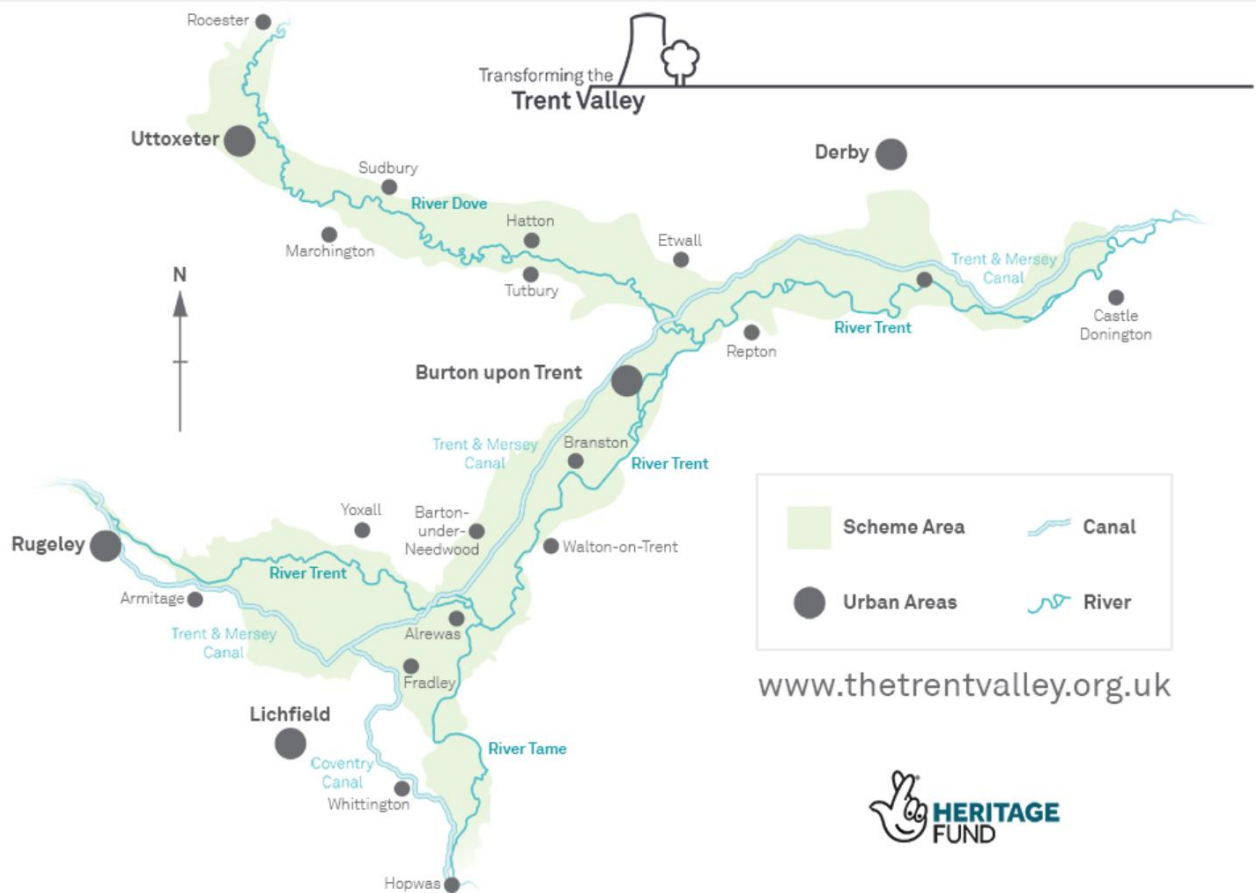 Rocester
Transforming the
Trent Valley
Uttoxeter
Derby
Sudbury
River Dove
Hatton
Marchington
Etwall
Trent & Mersey
Canal
N
Tutbury
Castle
Donington
River Trent
Repton
Burton upon Trent
Trent & Mersey
Canal
Branston
River Trent
Yoxall
Barton-
under-
Needwood
Scheme Area
Canal
Rugeley
Walton-on-Trent
River Trent
Armitage
Urban Areas
River
Alrewas
Trent & Mersey
Canal
Fradley
www.thetrentvalley.org.uk
Lichfield
River Tame
Coventry
Canal
Whittington
HERITAGE
FUND
Hopwas